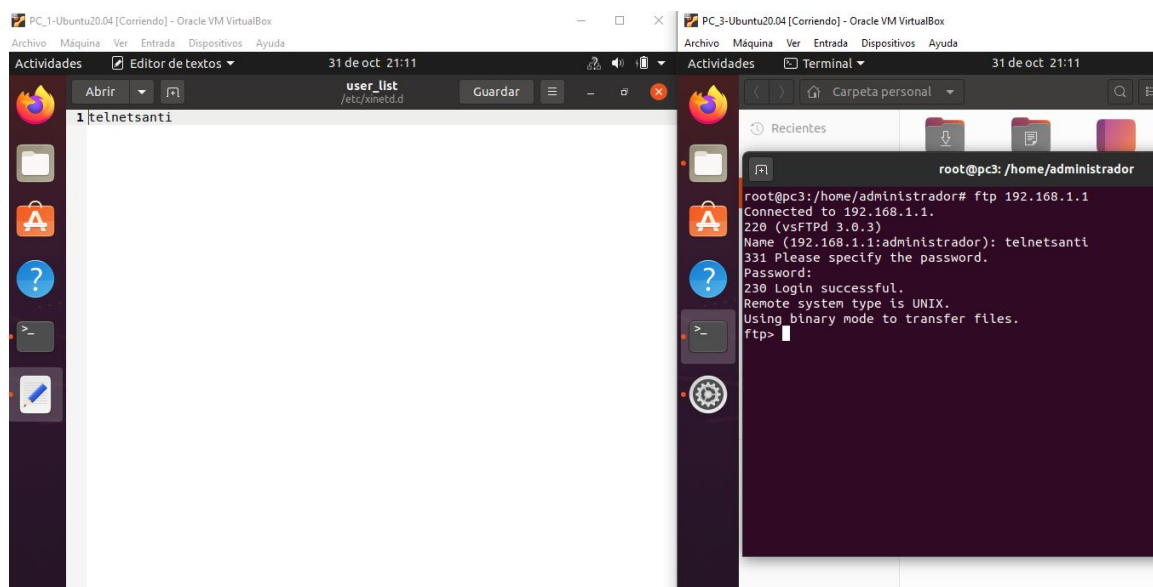 PC_1-Ubuntu20.04 [Corriendo] - Oracle VM VirtualBox
Archivo Máquina Ver Entrada Dispositivos Ayuda
Actividades Editor de textos 31 de oct 21:11
Abrir user_list Guardar
/etc/xinetd.d
1 telnetsanti
PC_3-Ubuntu20.04 [Corriendo] - Oracle VM VirtualBox
Archivo Máquina Ver Entrada Dispositivos Ayuda
Actividades Terminal 31 de oct 21:11
Carpeta personal
Recientes
root@pc3: /home/administrador
root@pc3:/home/administrador# ftp 192.168.1.1
Connected to 192.168.1.1.
220 (vsFTPd 3.0.3)
Name (192.168.1.1:administrador): telnetsanti
331 Please specify the password.
Password:
230 Login successful.
Remote system type is UNIX.
Using binary mode to transfer files.
ftp>